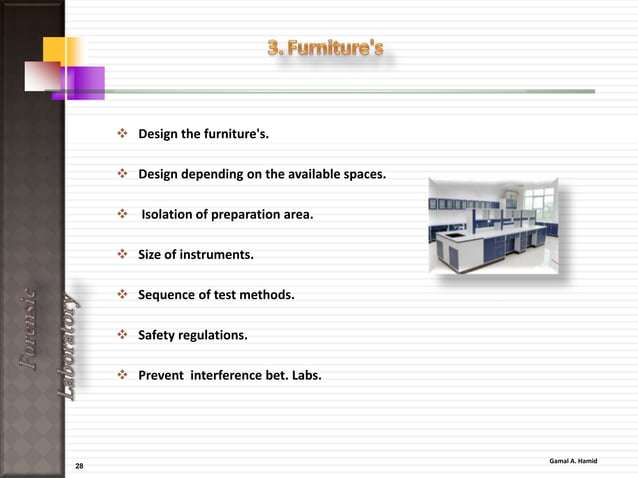 3. Furniture's
Design the furniture's.
Design depending on the available spaces.
Isolation of preparation area.
Size of instruments.
Sequence of test methods.
Safety regulations.
Prevent interference bet. Labs.
Forensic
Laboratory
28
Gamal A. Hamid